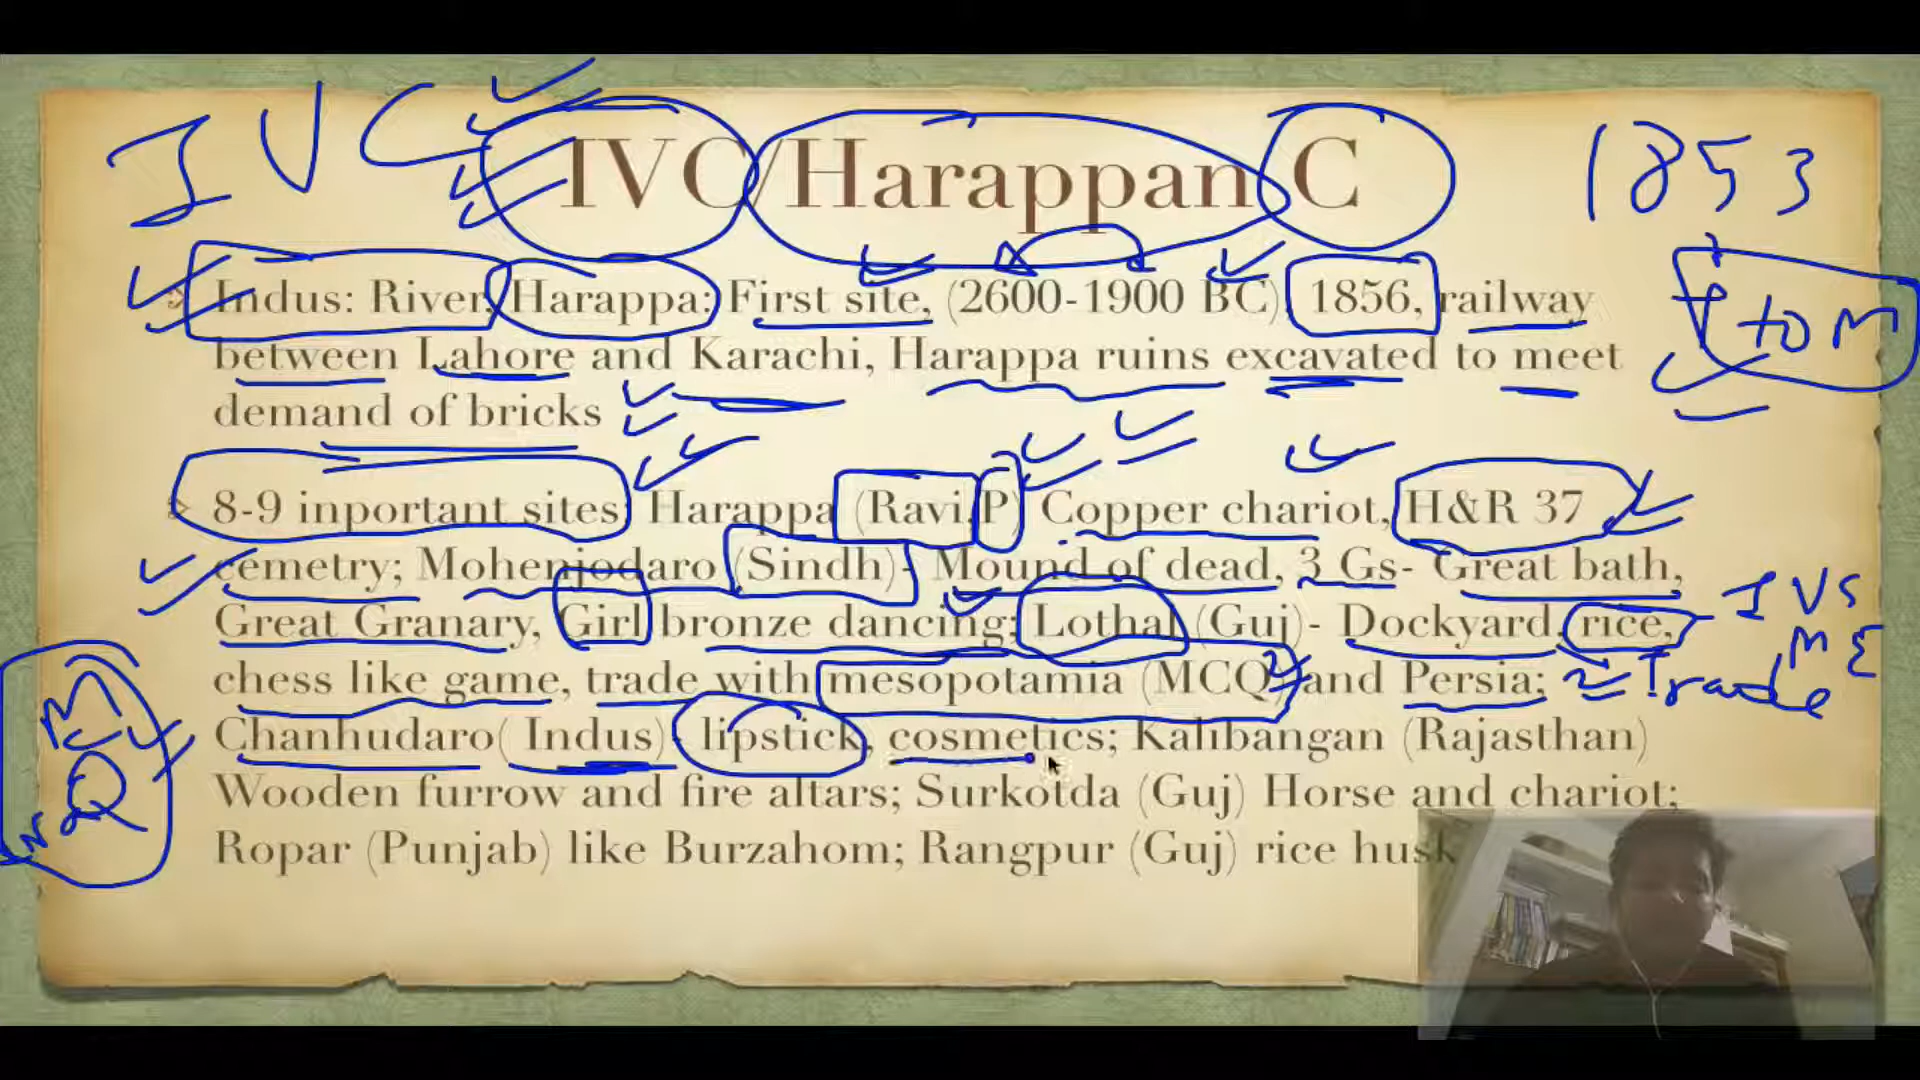 IVC
IVC/Harappan C
1853
Indus: River, Harappa: First site, (2600-1900 BC), 1856, railway
P to M
between Lahore and Karachi, Harappa ruins excavated to meet
demand of bricks
8-9 inportant sites: Harappa (Ravi,P) Copper chariot, H&R 37
cemetry; Mohenjodaro (Sindh)- Mound of dead, 3 Gs- Great bath,
IVS
Great Granary, Girl bronze dancing; Lothal (Guj)- Dockyard, rice,
ME
chess like game, trade with mesopotamia (MCQ) and Persia;
Trade
M
Chanhudaro( Indus)- lipstick, cosmetics; Kalibangan (Rajasthan)
Q
Wooden furrow and fire altars; Surkotda (Guj) Horse and chariot;
Ropar (Punjab) like Burzahom; Rangpur (Guj) rice husk